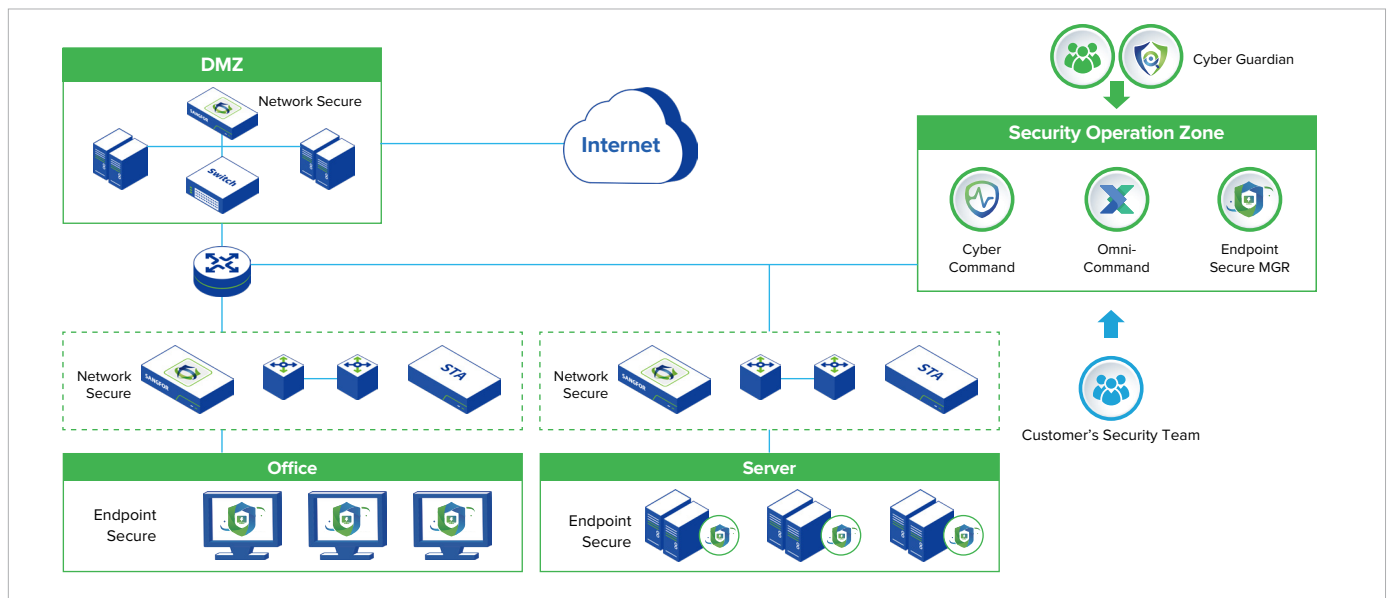 DMZ
Network Secure
SANGFOR
Switch
Internet
Cyber Guardian
Security Operation Zone
Cyber
Command
Omni-
Command
Endpoint
Secure MGR
Network
Secure
SANGFOR
STA
Network
Secure
SANGFOR
STA
Customer's Security Team
Office
Endpoint
Secure
Server
Endpoint
Secure